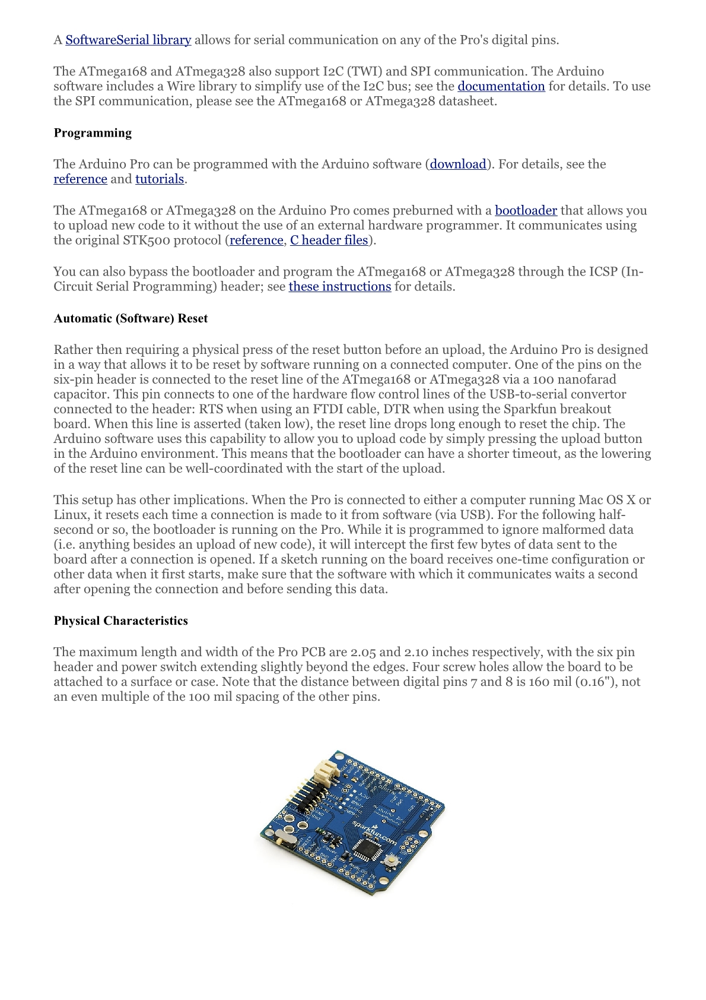 A SoftwareSerial library allows for serial communication on any of the Pro's digital pins.
The ATmega168 and ATmega328 also support I2C (TWI) and SPI communication. The Arduino
software includes a Wire library to simplify use of the I2C bus; see the documentation for details. To use
the SPI communication, please see the ATmega168 or ATmega328 datasheet.
Programming
The Arduino Pro can be programmed with the Arduino software (download). For details, see the
reference and tutorials.
The ATmega168 or ATmega328 on the Arduino Pro comes preburned with a bootloader that allows you
to upload new code to it without the use of an external hardware programmer. It communicates using
the original STK500 protocol (reference, C header files).
You can also bypass the bootloader and program the ATmega168 or ATmega328 through the ICSP (In-
Circuit Serial Programming) header; see these instructions for details.
Automatic (Software) Reset
Rather then requiring a physical press of the reset button before an upload, the Arduino Pro is designed
in a way that allows it to be reset by software running on a connected computer. One of the pins on the
six-pin header is connected to the reset line of the ATmega168 or ATmega328 via a 100 nanofarad
capacitor. This pin connects to one of the hardware flow control lines of the USB-to-serial convertor
connected to the header: RTS when using an FTDI cable, DTR when using the Sparkfun breakout
board. When this line is asserted (taken low), the reset line drops long enough to reset the chip. The
Arduino software uses this capability to allow you to upload code by simply pressing the upload button
in the Arduino environment. This means that the bootloader can have a shorter timeout, as the lowering
of the reset line can be well-coordinated with the start of the upload.
This setup has other implications. When the Pro is connected to either a computer running Mac OS X or
Linux, it resets each time a connection is made to it from software (via USB). For the following half-
second or so, the bootloader is running on the Pro. While it is programmed to ignore malformed data
(i.e. anything besides an upload of new code), it will intercept the first few bytes of data sent to the
board after a connection is opened. If a sketch running on the board receives one-time configuration or
other data when it first starts, make sure that the software with which it communicates waits a second
after opening the connection and before sending this data.
Physical Characteristics
The maximum length and width of the Pro PCB are 2.05 and 2.10 inches respectively, with the six pin
header and power switch extending slightly beyond the edges. Four screw holes allow the board to be
attached to a surface or case. Note that the distance between digital pins 7 and 8 is 160 mil (0.16"), not
an even multiple of the 100 mil spacing of the other pins.
DIGITAL
3.3V
Arduino Pro
sparkfun.com
Power
GND
GND
RESET
ANALOG IN
0 1 2 3 4 5